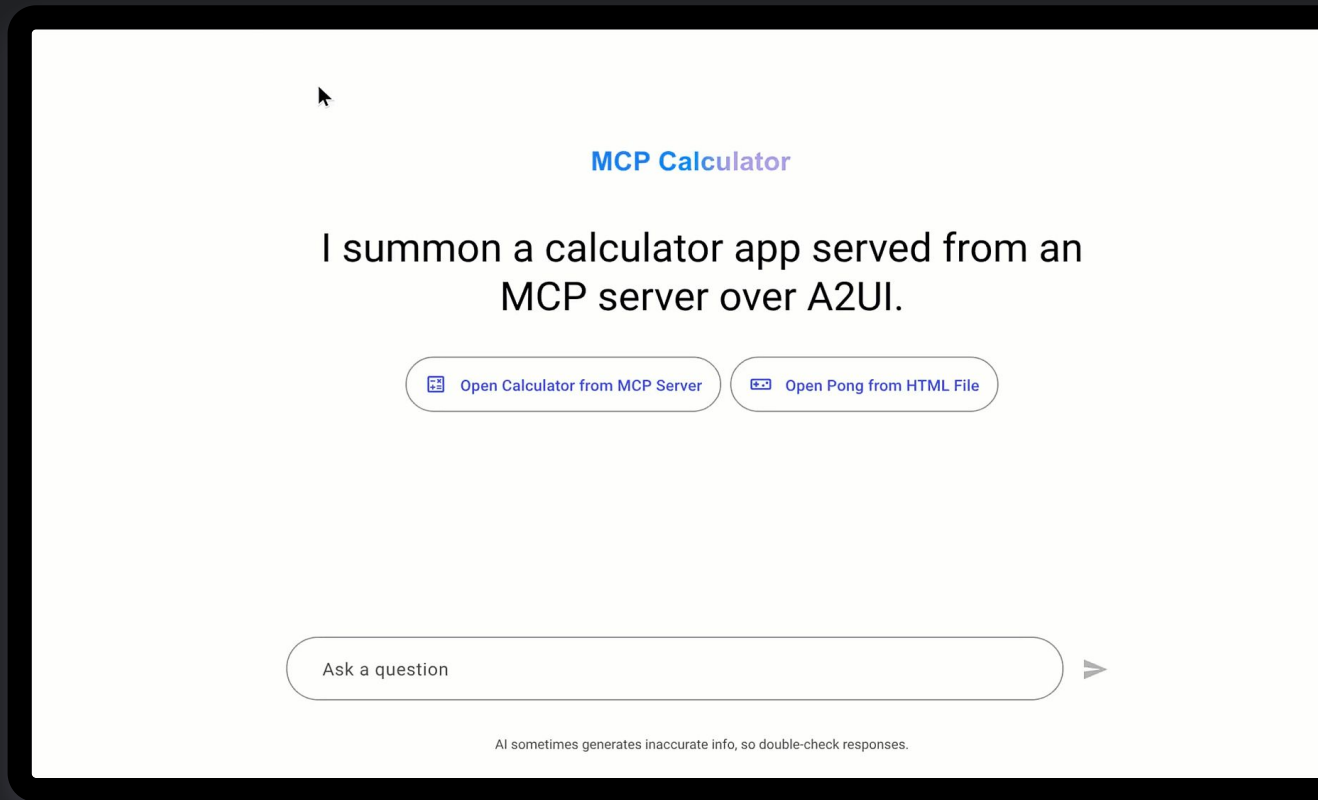 MCP Calculator
I summon a calculator app served from an
MCP server over A2UI.
Open Calculator from MCP Server
Open Pong from HTML File
Ask a question
AI sometimes generates inaccurate info, so double-check responses.